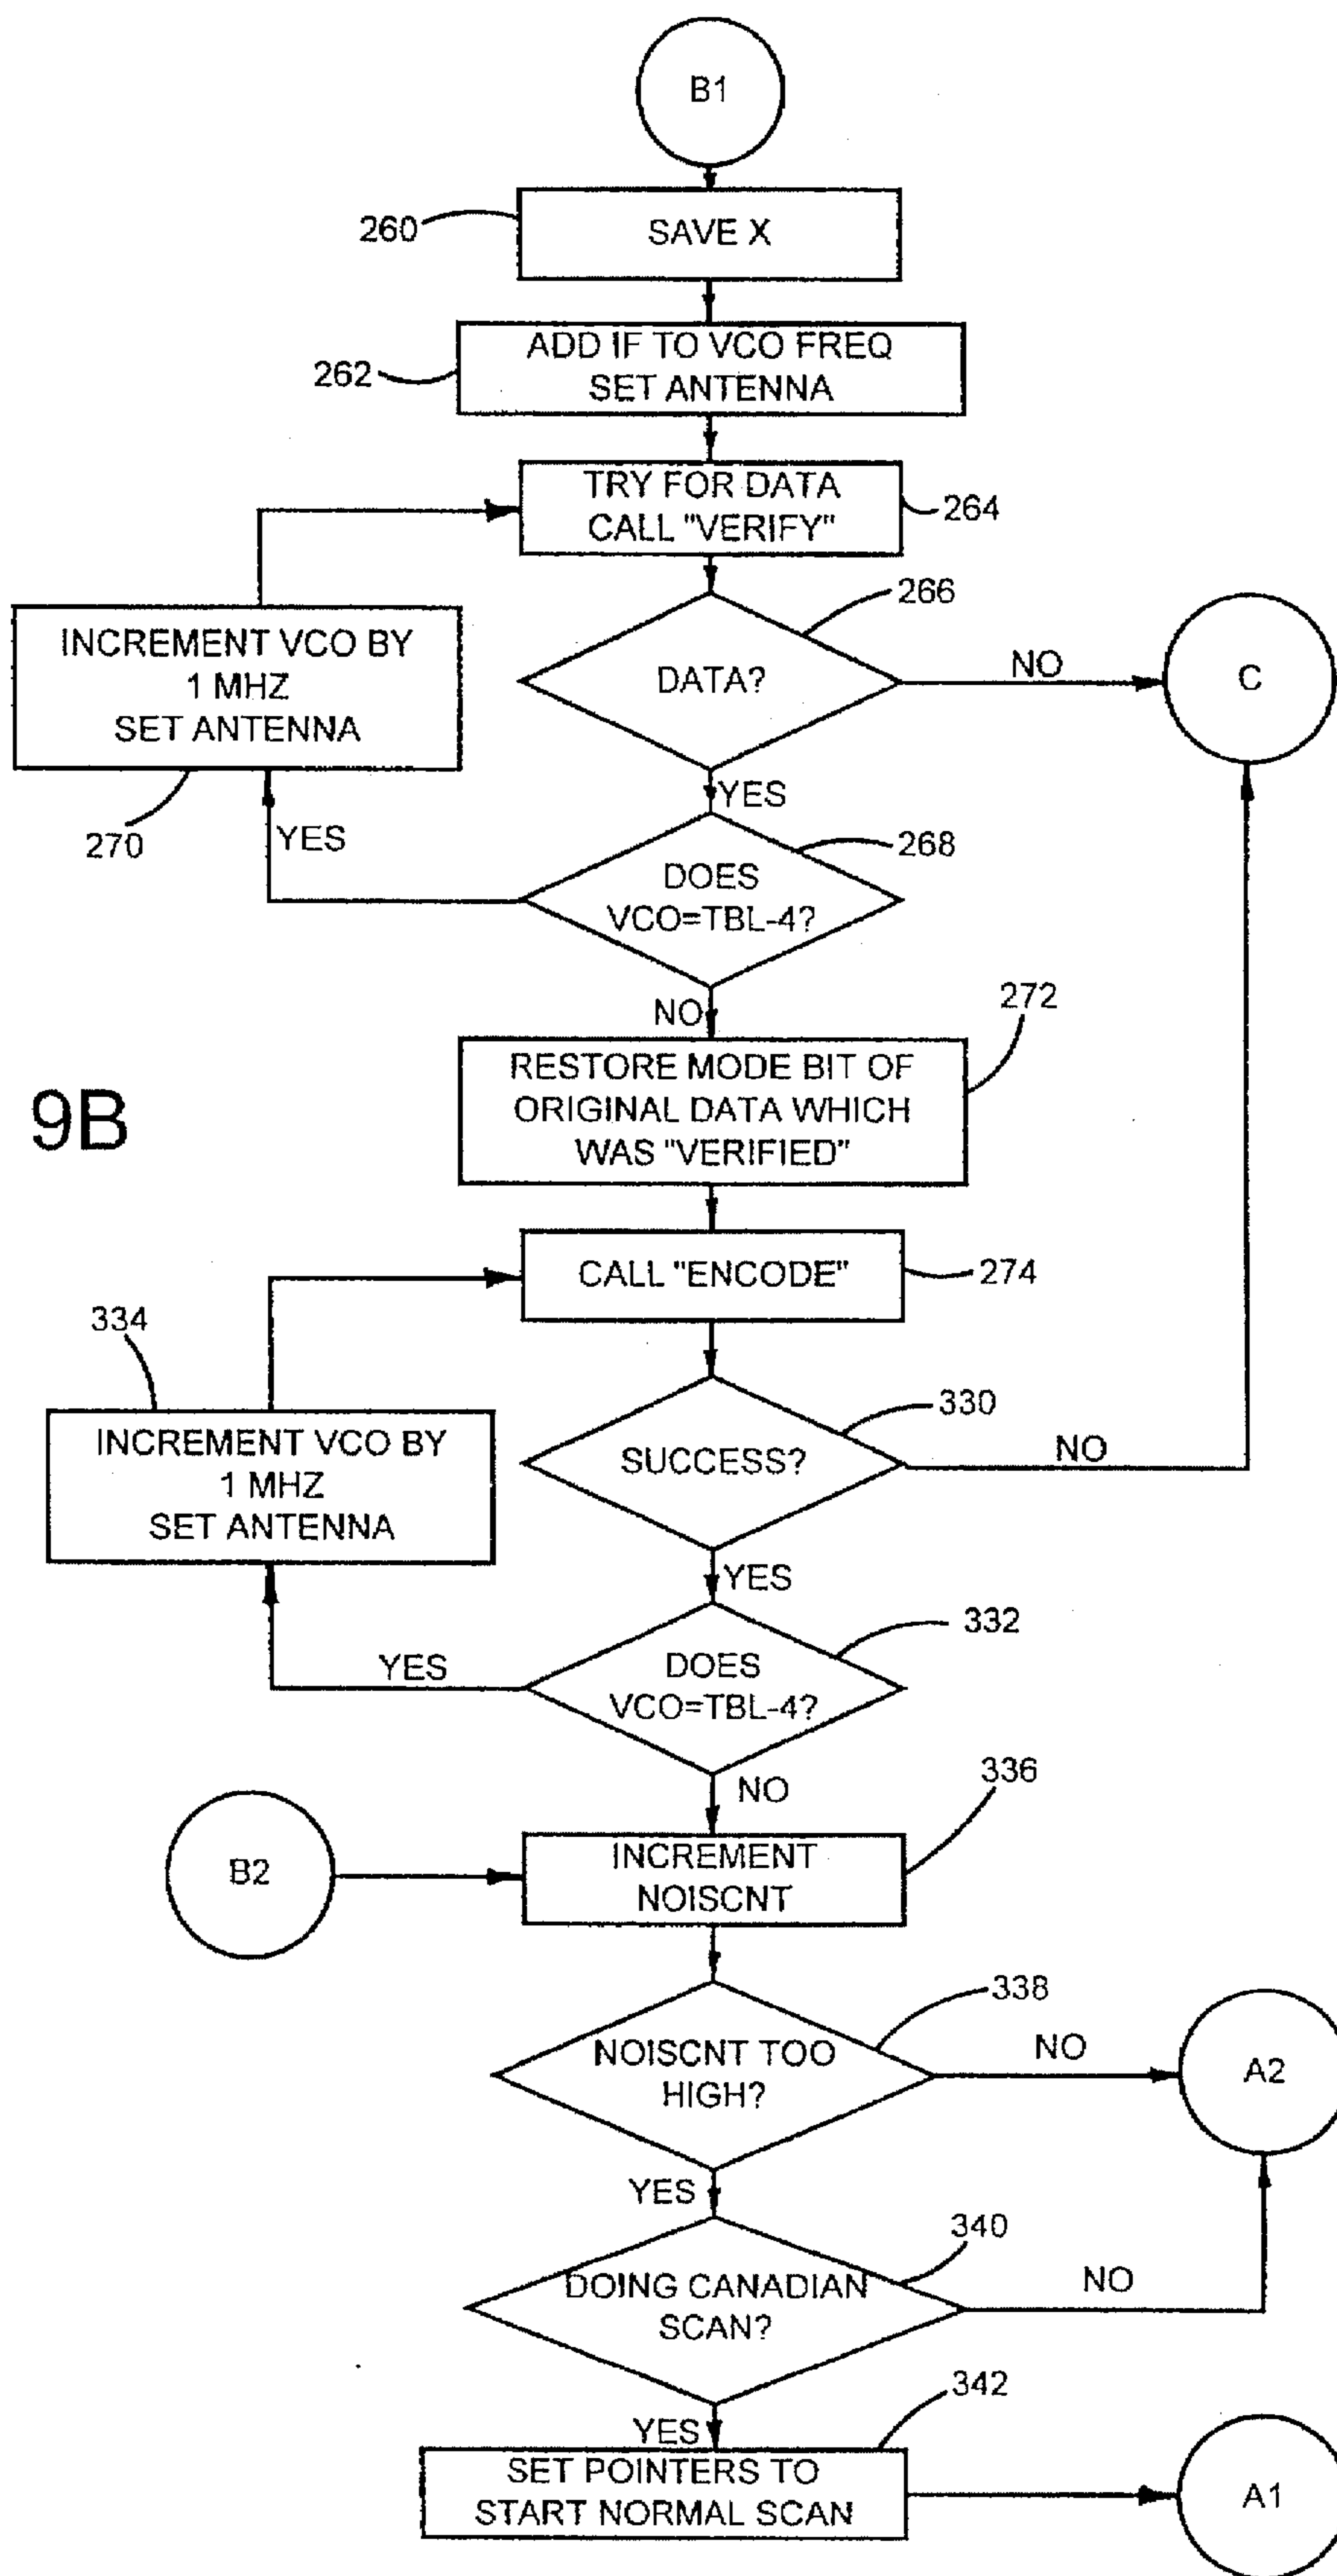 B1
260
SAVE X
262
ADD IF TO VCO FREQ
SET ANTENNA
TRY FOR DATA
CALL "VERIFY"
264
266
INCREMENT VCO BY
1 MHZ
SET ANTENNA
270
DATA?
NO
C
YES
YES
268
DOES
VCO=TBL-4?
NO
272
RESTORE MODE BIT OF
ORIGINAL DATA WHICH
WAS "VERIFIED"
9B
CALL "ENCODE"
274
334
INCREMENT VCO BY
1 MHZ
SET ANTENNA
330
SUCCESS?
NO
YES
332
DOES
VCO=TBL-4?
YES
NO
336
B2
INCREMENT
NOISCNT
338
NOISCNT TOO
HIGH?
NO
A2
YES
340
DOING CANADIAN
SCAN?
NO
342
YES
SET POINTERS TO
START NORMAL SCAN
A1